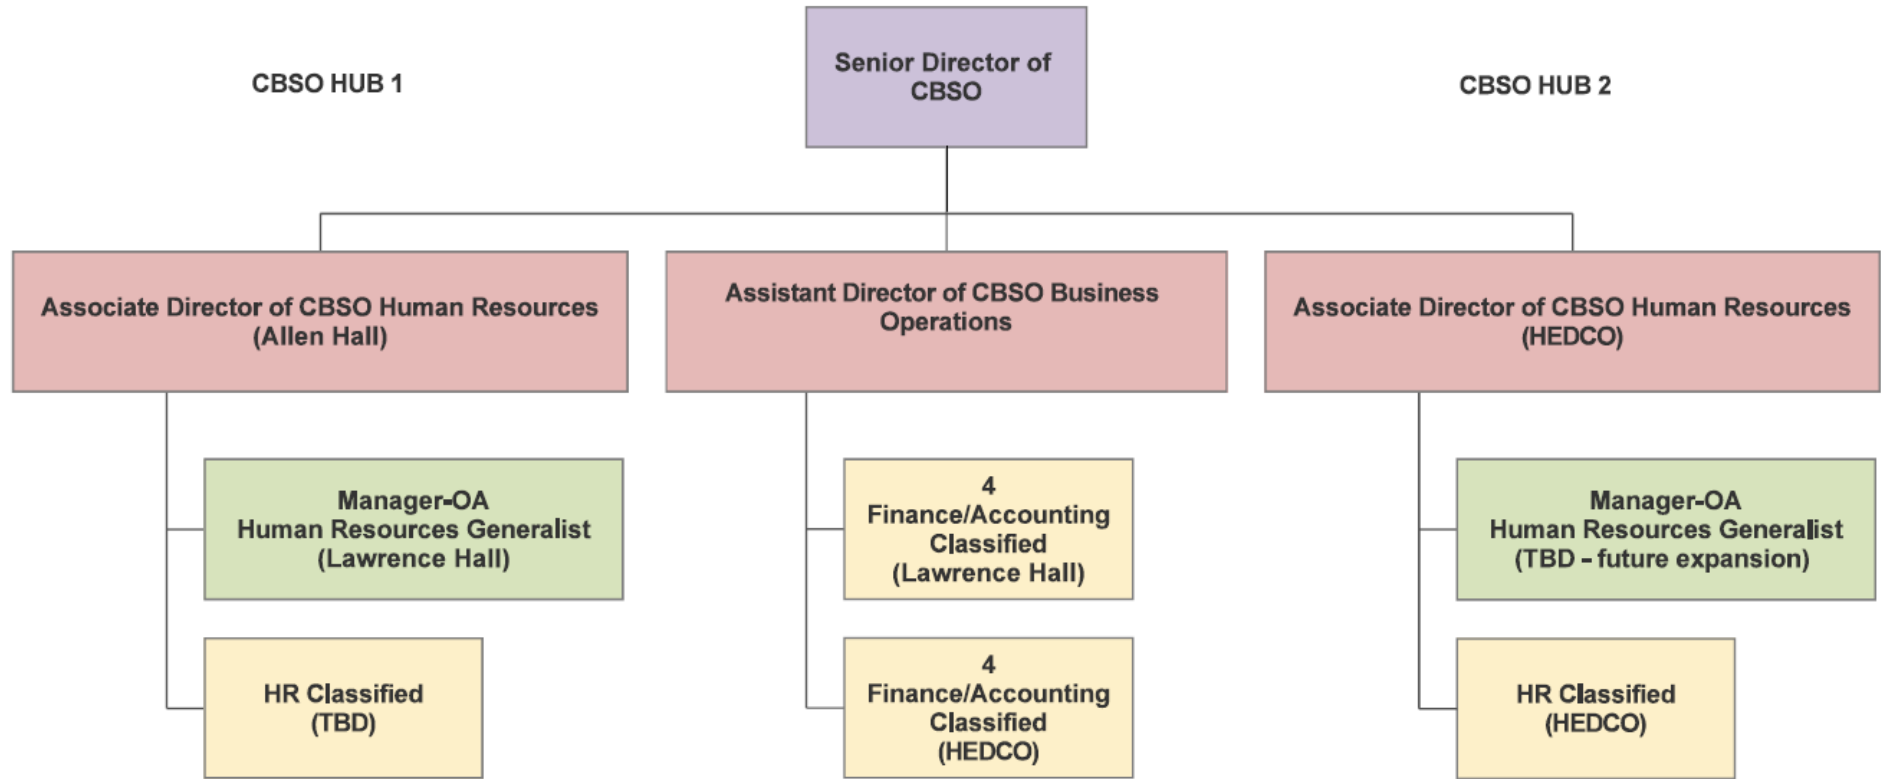 CBSO HUB 1
Senior Director of
CBSO
CBSO HUB 2
Associate Director of CBSO Human Resources
(Allen Hall)
Assistant Director of CBSO Business
Operations
Associate Director of CBSO Human Resources
(HEDCO)
Manager-OA
Human Resources Generalist
(Lawrence Hall)
HR Classified
(TBD)
4
Finance/Accounting
Classified
(Lawrence Hall)
4
Finance/Accounting
Classified
(HEDCO)
Manager-OA
Human Resources Generalist
(TBD - future expansion)
HR Classified
(HEDCO)